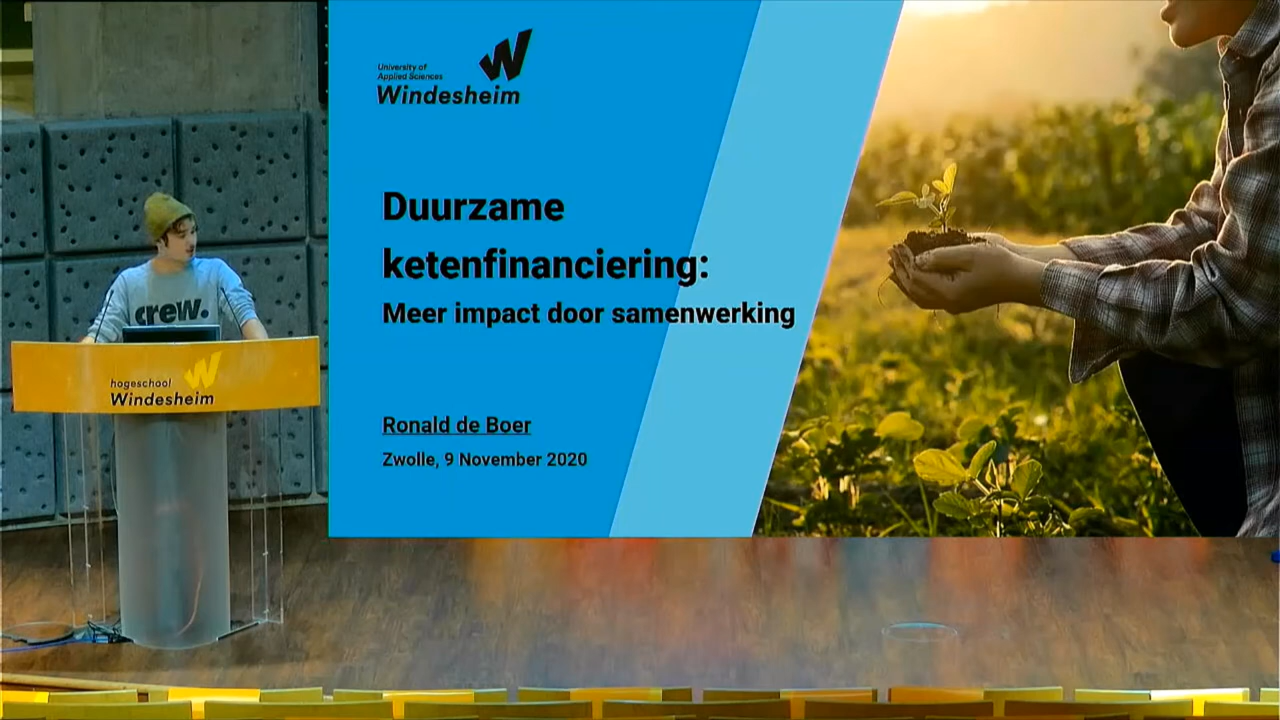 University of
Applied Sciences
Windesheim
Duurzame
ketenfinanciering:
Meer impact door samenwerking
Ronald de Boer
Zwolle, 9 November 2020
crew.
hogeschool
Windesheim